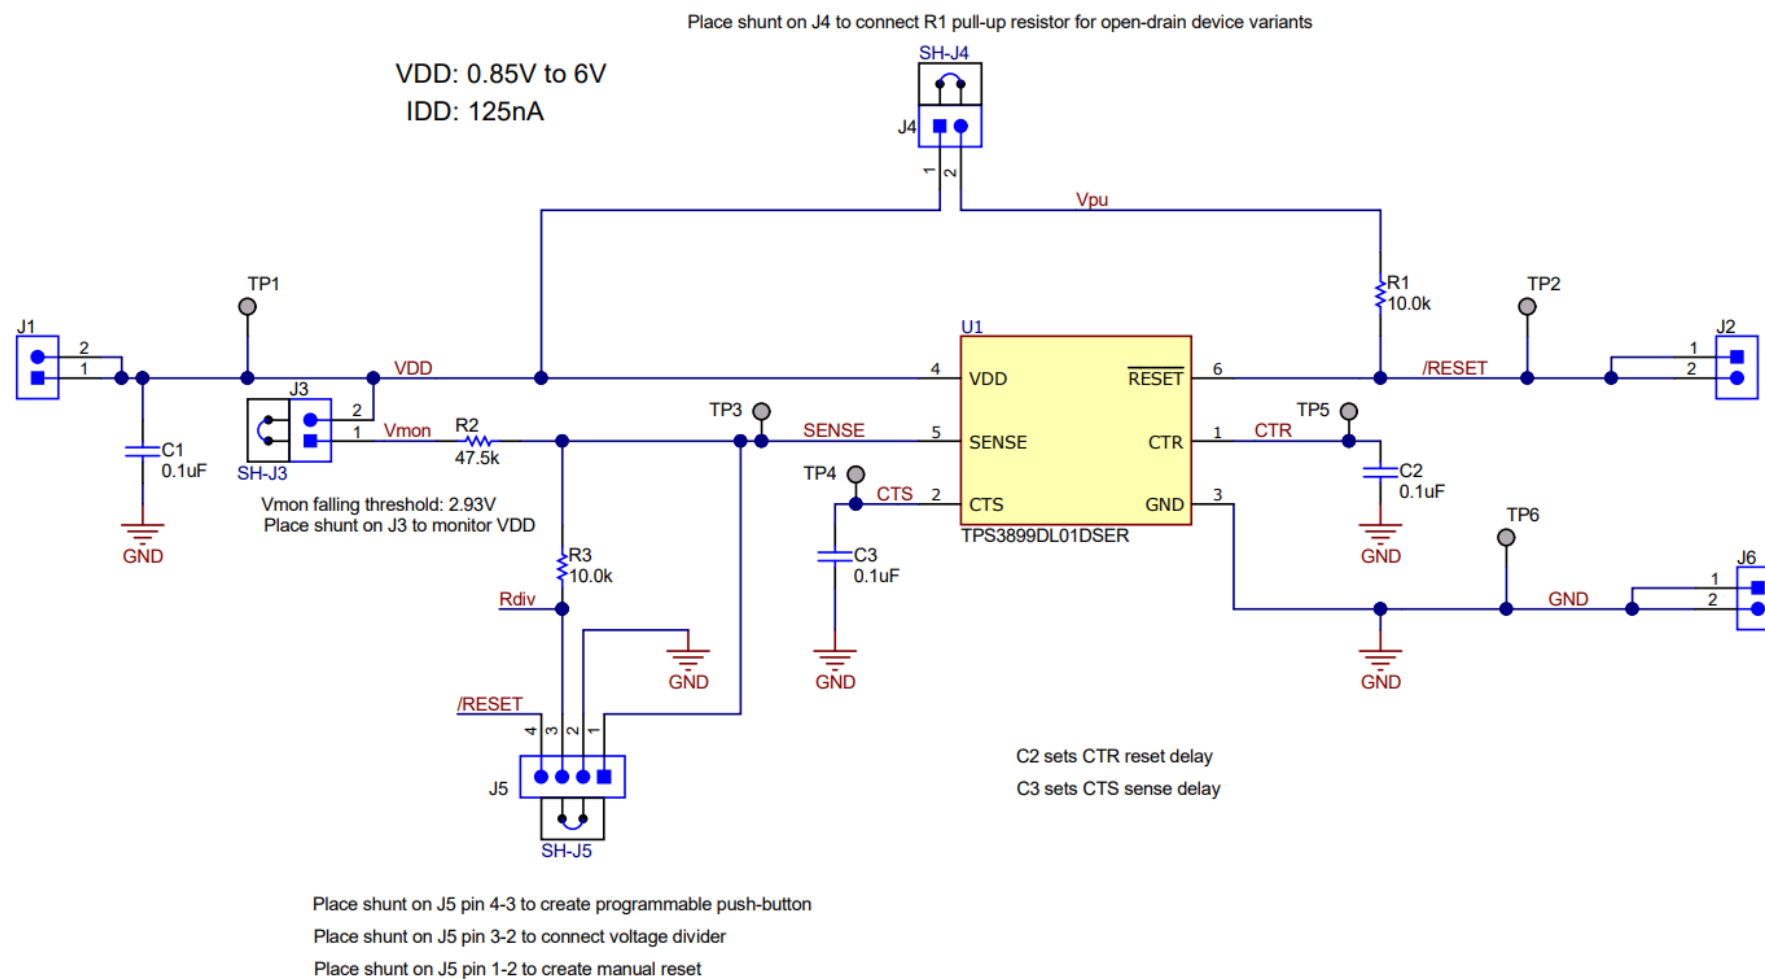 Place shunt on J4 to connect R1 pull-up resistor for open-drain device variants
SH-J4
VDD: 0.85V to 6V
IDD: 125nA
J4
1
2
Vpu
TP1
R1
10.0k
TP2
J1
2
1
U1
J2
1
2
VDD
4
VDD
RESET
6
/RESET
J3
2
1
Vmon
R2
47.5k
TP3
SENSE
5
SENSE
TP5
CTR
1
CTR
C1
0.1uF
SH-J3
TP4
CTS
2
CTS
GND
3
C2
0.1uF
Vmon falling threshold: 2.93V
Place shunt on J3 to monitor VDD
TPS3899DL01DSER
TP6
GND
GND
R3
10.0k
C3
0.1uF
J6
1
2
GND
Rdiv
GND
GND
GND
/RESET
4
3
2
1
J5
SH-J5
C2 sets CTR reset delay
C3 sets CTS sense delay
Place shunt on J5 pin 4-3 to create programmable push-button
Place shunt on J5 pin 3-2 to connect voltage divider
Place shunt on J5 pin 1-2 to create manual reset